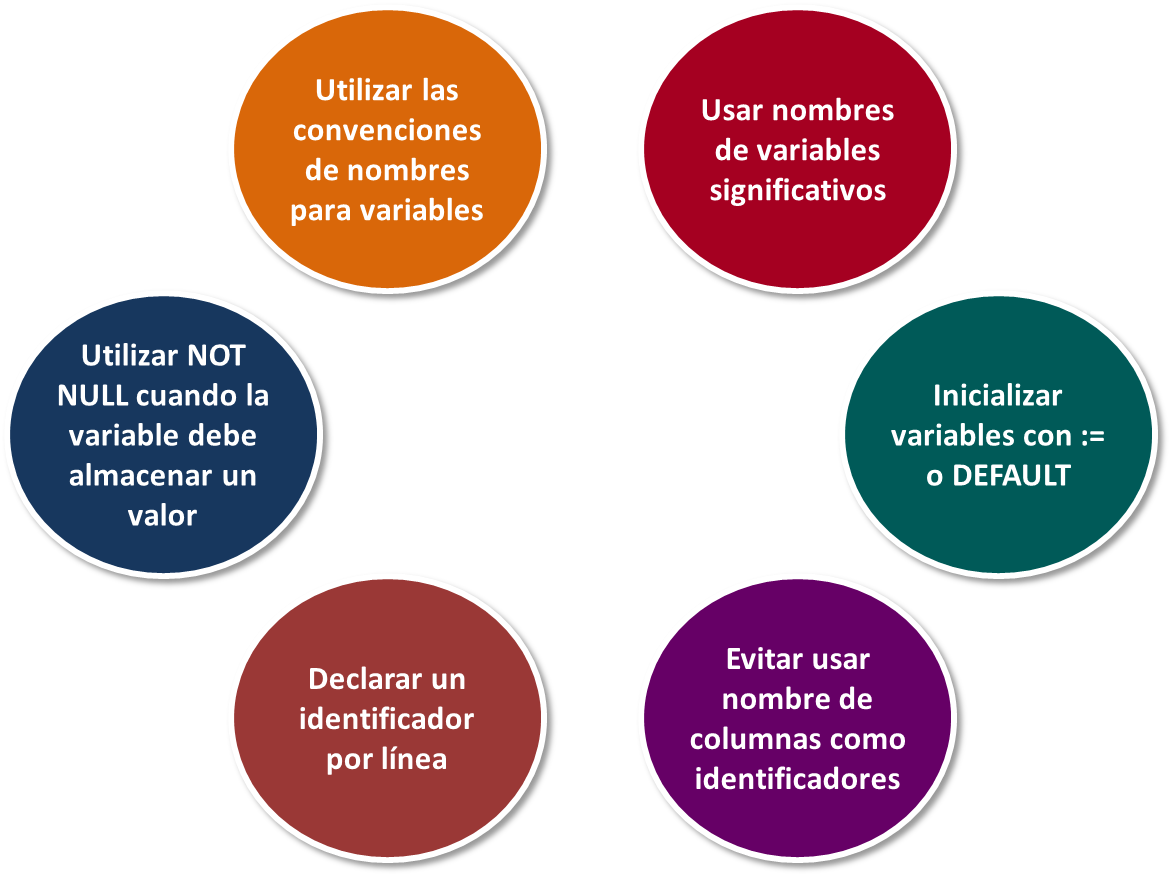 Utilizar las
convenciones
de nombres
para variables
Usar nombres
de variables
significativos
Utilizar NOT
NULL cuando la
variable debe
almacenar un
valor
Inicializar
variables con :=
o DEFAULT
Declarar un
identificador
por línea
Evitar usar
nombre de
columnas como
identificadores